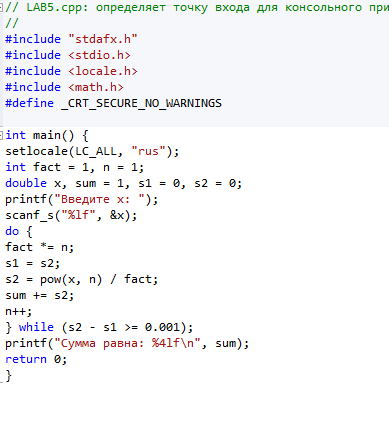 // LAB5.cpp: определяет точку входа для консольного при
//
#include "stdafx.h"
#include <stdio.h>
#include <locale.h>
#include <math.h>
#define _CRT_SECURE_NO_WARNINGS
int main() {
setlocale(LC_ALL, "rus");
int fact = 1, n = 1;
double x, sum = 1, s1 = 0, s2 = 0;
printf("Введите x: ");
scanf_s("%lf", &x);
do {
fact *= n;
s1 = s2;
s2 = pow(x, n) / fact;
sum += s2;
n++;
} while (s2 - s1 >= 0.001);
printf("Сумма равна: %4lf\n", sum);
return 0;
}